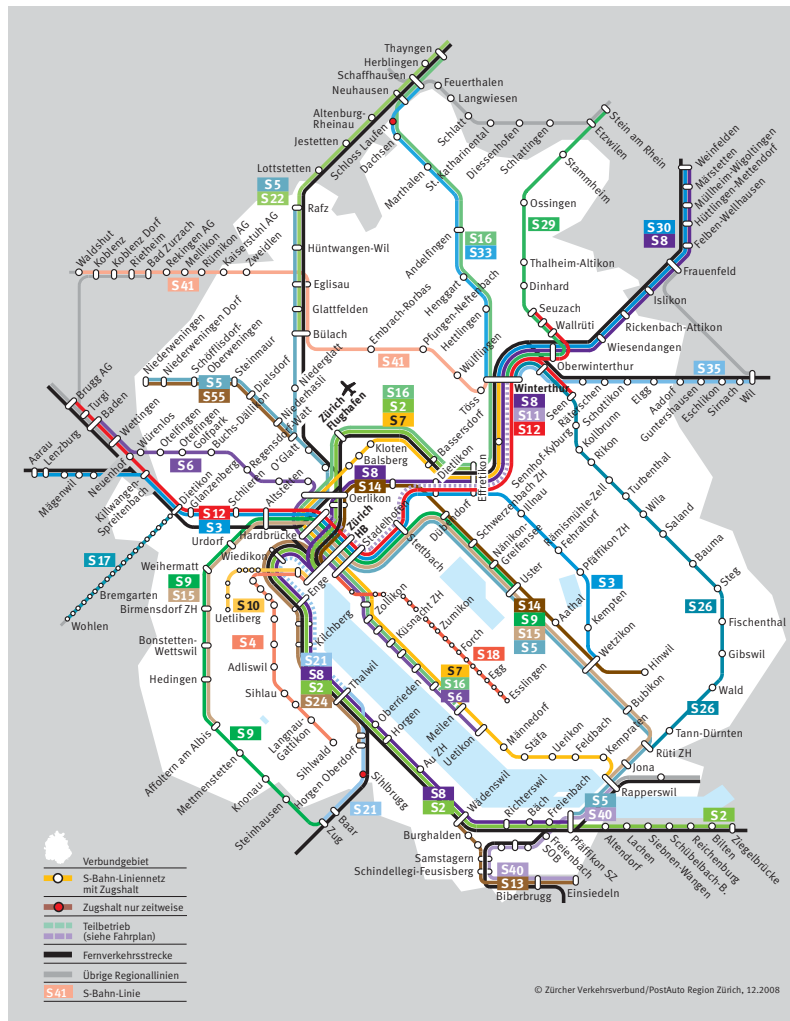 Thayngen
Herblingen
Schaffhausen
Neuhausen
Feuerthalen
Langwiesen
Altenburg-
Rheinau
Jestetten
Schloss Laufen
Dachsen
Schlatt
St. Katharinental
Diessenhofen
Schlattingen
Stein am Rhein
Etzwilen
Stammheim
Lottstetten
S5
S22
Rafz
Marthalen
Ossingen
S29
Weinfelden
Märstetten
Müllheim-Wigoltingen
Hüttlingen-Mettendorf
Felben-Wellhausen
S30
S8
Frauenfeld
Islikon
Rickenbach-Attikon
Wiesendangen
Oberwinterthur
Waldshut
Koblenz
Koblenz Dorf
Rietheim
Bad Zurzach
Rekingen AG
Mellikon
Rümikon AG
Kaiserstuhl AG
Zweidlen
S41
Hüntwangen-Wil
Eglisau
Glattfelden
Bülach
Andelfingen
S16
S33
Henggart
Hettlingen
Thalheim-Altikon
Dinhard
Seuzach
Wallrüti
Embrach-Rorbas
Pfungen-Neftenbach
S41
Wülflingen
Töss
Winterthur
S8
S11
S12
S35
Niederweningen
Niederweningen Dorf
Schöfflisdorf-
Oberweningen
Steinmaur
Dielsdorf
S5
S55
Niederglatt
Niederhasli
O'Glatt
Zürich
Flughafen
S16
S2
S7
Kloten
Balsberg
Bassersdorf
Dietlikon
Effretikon
Seen
Räterschen
Schottikon
Elgg
Aadorf
Guntershausen
Eschlikon
Sirnach
Wil
Sennhof-Kyburg
Kollbrunn
Rikon
Turbenthal
Wila
Saland
Bauma
Steg
Fischenthal
Gibswil
Wald
Tann-Dürnten
S26
S26
Brugg AG
Turgi
Baden
Wettingen
Würenlos
Otelfingen
Otelfingen
Golfpark
Buchs-Dällikon
S6
Aarau
Lenzburg
Mägenwil
Neuenhof
Killwangen-
Spreitenbach
Dietikon
Glanzenberg
Schlieren
Altstetten
S12
S3
Urdorf
Hardbrücke
Oerlikon
S8
S14
Zürich
HB
Stadelhofen
Stettbach
Dübendorf
Schwerzenbach ZH
Nänikon-
Greifensee
Uster
Illnau
Fehraltorf
Pfäffikon ZH
Kempten
S3
Aathal
Wetzikon
Hinwil
S14
S9
S15
S5
Bubikon
Rüti ZH
Jona
Rapperswil
S17
Bremgarten
Wohlen
Weihermatt
S9
S15
Birmensdorf ZH
Bonstetten-
Wettswil
Hedingen
Affoltern am Albis
S9
Mettmenstetten
Knonau
Steinhausen
Zug
Baar
S21
Wiedikon
Enge
S10
Uetliberg
S4
Adliswil
Sihlau
Langnau-
Gattikon
Sihlwald
Horgen Oberdorf
Sihlbrugg
Kilchberg
S21
S8
S2
S24
Thalwil
Oberrieden
Horgen
Au ZH
Wädenswil
S8
S2
Richterswil
Bäch
Freienbach
S5
S40
Zollikon
Küsnacht ZH
Zumikon
Forch
Egg
Esslingen
S18
S7
S16
S6
Meilen
Uetikon
Männedorf
Stäfa
Uerikon
Feldbach
Kempraten
Burghalden
Samstagern
Schindellegi-Feusisberg
Biberbrugg
S40
S13
Einsiedeln
Freienbach
SOB
Pfäffikon SZ
Altendorf
Lachen
Siebnen-Wangen
Schübelbach-B.
Reichenburg
Bilten
Ziegelbrücke
S2
Verbundgebiet
S-Bahn-Liniennetz
mit Zugshalt
Zugshalt nur zeitweise
Teilbetrieb
(siehe Fahrplan)
Fernverkehrsstrecke
Übrige Regionallinien
S41
S-Bahn-Linie
© Zürcher Verkehrsverbund/PostAuto Region Zürich, 12.2008